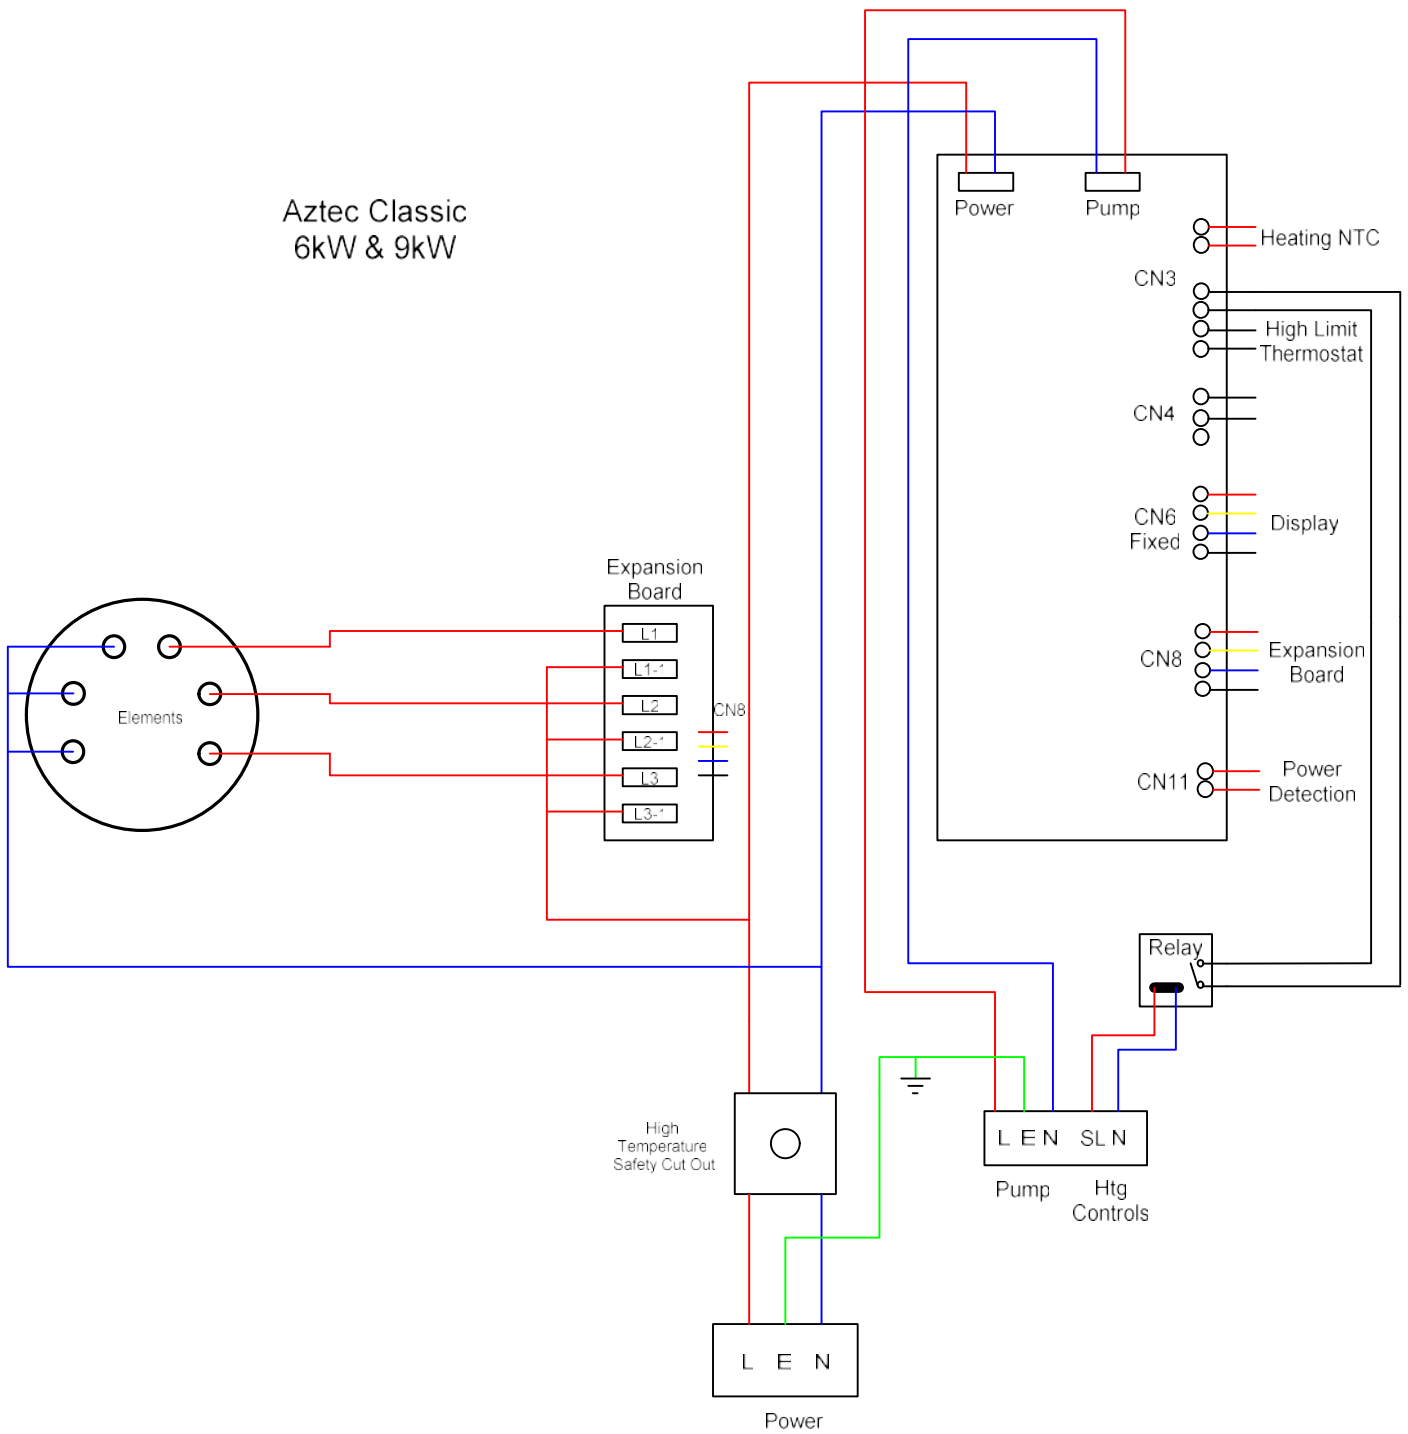 Aztec Classic
6kW & 9kW
Power
Pump
Heating NTC
CN3
High Limit
Thermostat
CN4
CN6
Fixed
Display
Expansion
Board
L1
L1-1
L2
L2-1
L3
L3-1
CN8
Elements
CN8
Expansion
Board
CN11
Power
Detection
Relay
High
Temperature
Safety Cut Out
L E N
SL N
Pump
Htg
Controls
L E N
Power